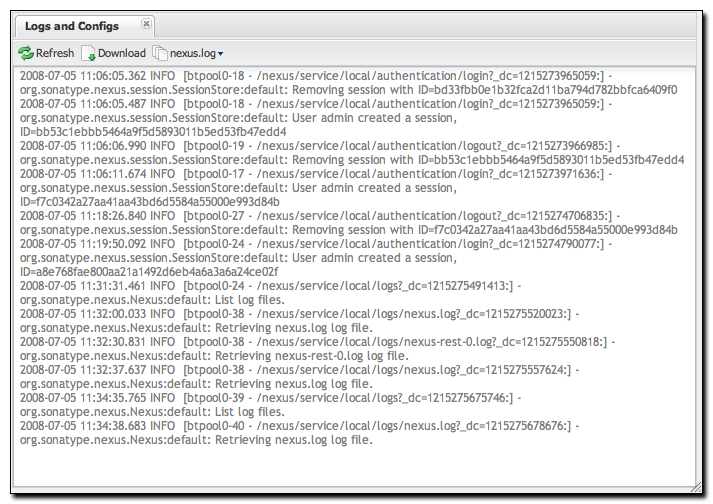 Logs and Configs
Refresh Download nexus.log
2008-07-05 11:06:05.362 INFO [btpool0-18 - /nexus/service/local/authentication/login?_dc=1215273965059:] -
org.sonatype.nexus.session.SessionStore:default: Removing session with ID=bd33fbb0e1b32fca2d11ba794d782bbfca6409f0
2008-07-05 11:06:05.487 INFO [btpool0-18 - /nexus/service/local/authentication/login?_dc=1215273965059:] -
org.sonatype.nexus.session.SessionStore:default: User admin created a session,
ID=bb53c1ebbb5464a9f5d5893011b5ed53fb47edd4
2008-07-05 11:06:06.990 INFO [btpool0-19 - /nexus/service/local/authentication/logout?_dc=1215273966985:] -
org.sonatype.nexus.session.SessionStore:default: Removing session with ID=bb53c1ebbb5464a9f5d5893011b5ed53fb47edd4
2008-07-05 11:06:11.674 INFO [btpool0-17 - /nexus/service/local/authentication/login?_dc=1215273971636:] -
org.sonatype.nexus.session.SessionStore:default: User admin created a session,
ID=f7c0342a27aa41aa43bd6d5584a55000e993d84b
2008-07-05 11:18:26.840 INFO [btpool0-27 - /nexus/service/local/authentication/logout?_dc=1215274706835:] -
org.sonatype.nexus.session.SessionStore:default: Removing session with ID=f7c0342a27aa41aa43bd6d5584a55000e993d84b
2008-07-05 11:19:50.092 INFO [btpool0-24 - /nexus/service/local/authentication/login?_dc=1215274790077:] -
org.sonatype.nexus.session.SessionStore:default: User admin created a session,
ID=a8e768fae800aa21a1492d6eb4a6a3a6a24ce02f
2008-07-05 11:31:31.461 INFO [btpool0-24 - /nexus/service/local/logs?_dc=1215275491413:] -
org.sonatype.nexus.Nexus:default: List log files.
2008-07-05 11:32:00.033 INFO [btpool0-38 - /nexus/service/local/logs/nexus.log?_dc=1215275520023:] -
org.sonatype.nexus.Nexus:default: Retrieving nexus.log log file.
2008-07-05 11:32:30.831 INFO [btpool0-38 - /nexus/service/local/logs/nexus-rest-0.log?_dc=1215275550818:] -
org.sonatype.nexus.Nexus:default: Retrieving nexus-rest-0.log log file.
2008-07-05 11:32:37.637 INFO [btpool0-38 - /nexus/service/local/logs/nexus.log?_dc=1215275557624:] -
org.sonatype.nexus.Nexus:default: Retrieving nexus.log log file.
2008-07-05 11:34:35.765 INFO [btpool0-39 - /nexus/service/local/logs?_dc=1215275675746:] -
org.sonatype.nexus.Nexus:default: List log files.
2008-07-05 11:34:38.683 INFO [btpool0-40 - /nexus/service/local/logs/nexus.log?_dc=1215275678676:] -
org.sonatype.nexus.Nexus:default: Retrieving nexus.log log file.